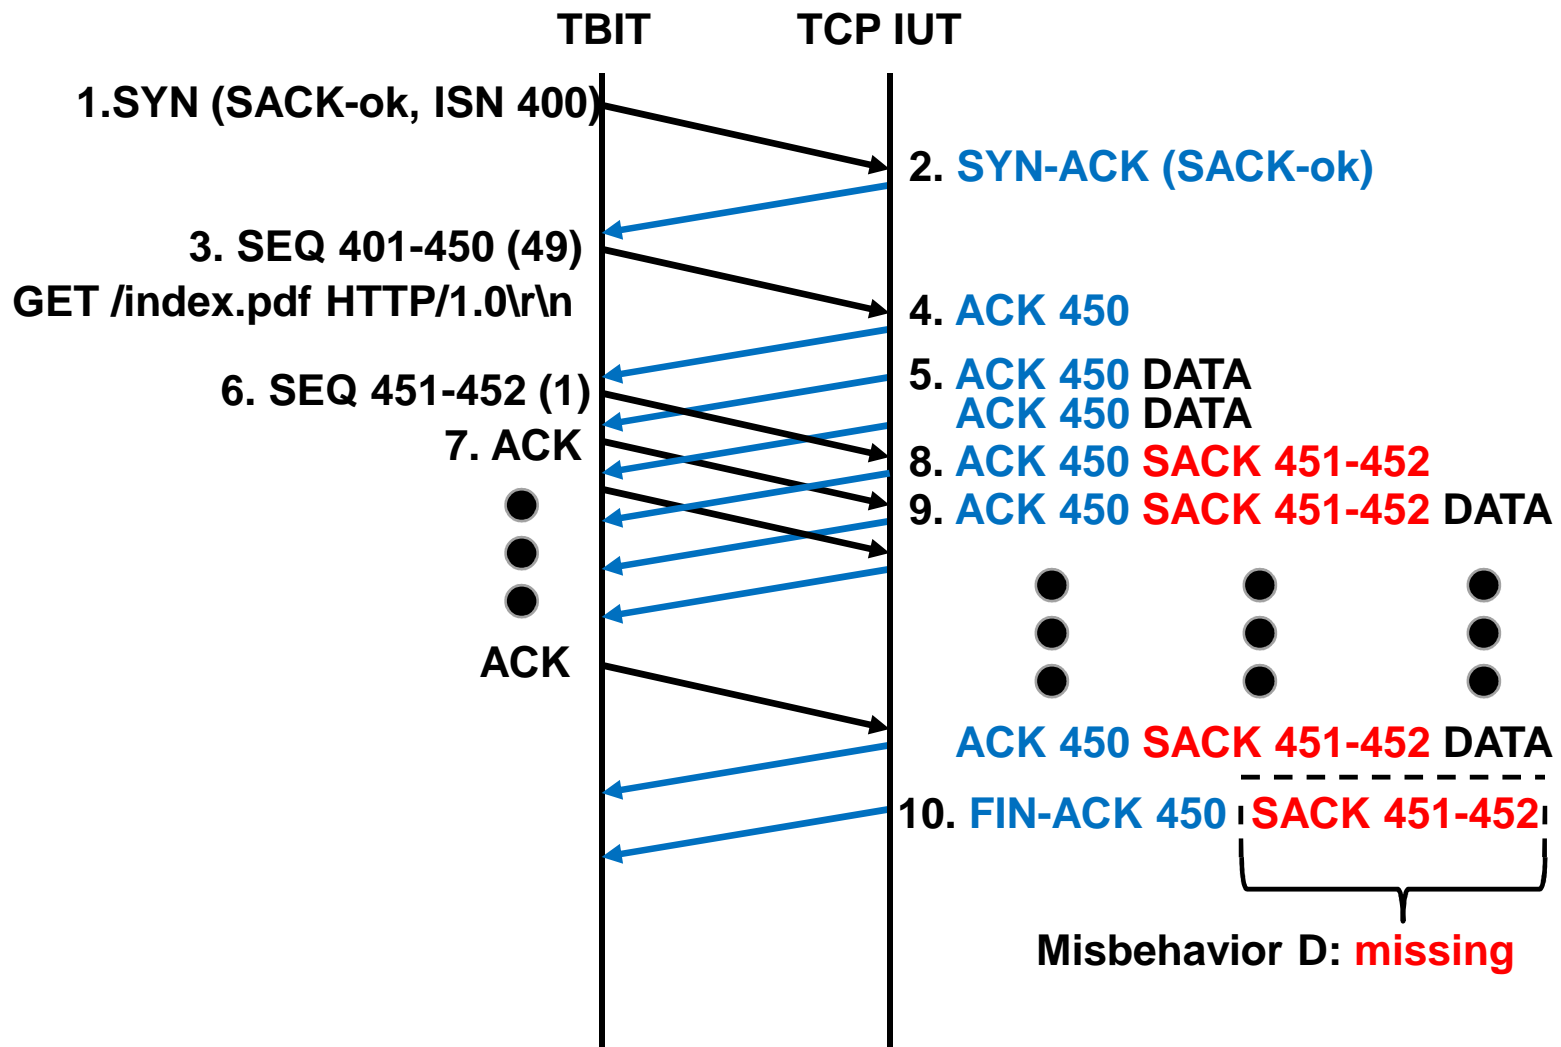 TBIT TCP IUT
1.SYN (SACK-ok, ISN 400)
2. SYN-ACK (SACK-ok)
3. SEQ 401-450 (49)
GET /index.pdf HTTP/1.0\r\n
4. ACK 450
5. ACK 450 DATA
6. SEQ 451-452 (1)
ACK 450 DATA
7. ACK
8. ACK 450 SACK 451-452
9. ACK 450 SACK 451-452 DATA
ACK
ACK 450 SACK 451-452 DATA
10. FIN-ACK 450 SACK 451-452
Misbehavior D: missing